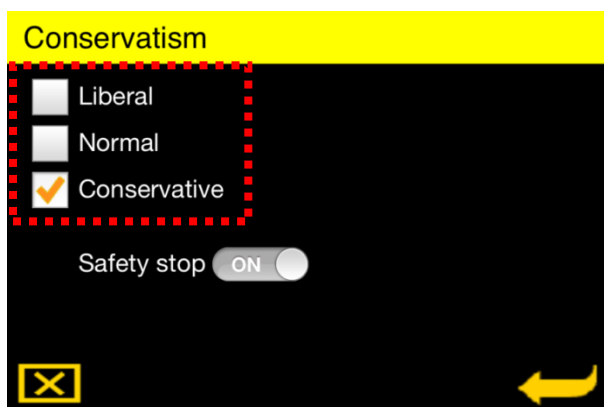 Conservatism
Liberal
Normal
Conservative
Safety stop ON